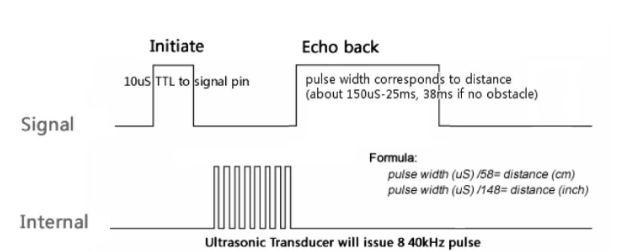 Initiate
Echo back
10uS TTL to signal pin
pulse width corresponds to distance
(about 150uS-25ms, 38ms if no obstacle)
Signal
Formula:
pulse width (uS) /58= distance (cm)
pulse width (uS) /148= distance (inch)
Internal
Ultrasonic Transducer will issue 8 40kHz pulse